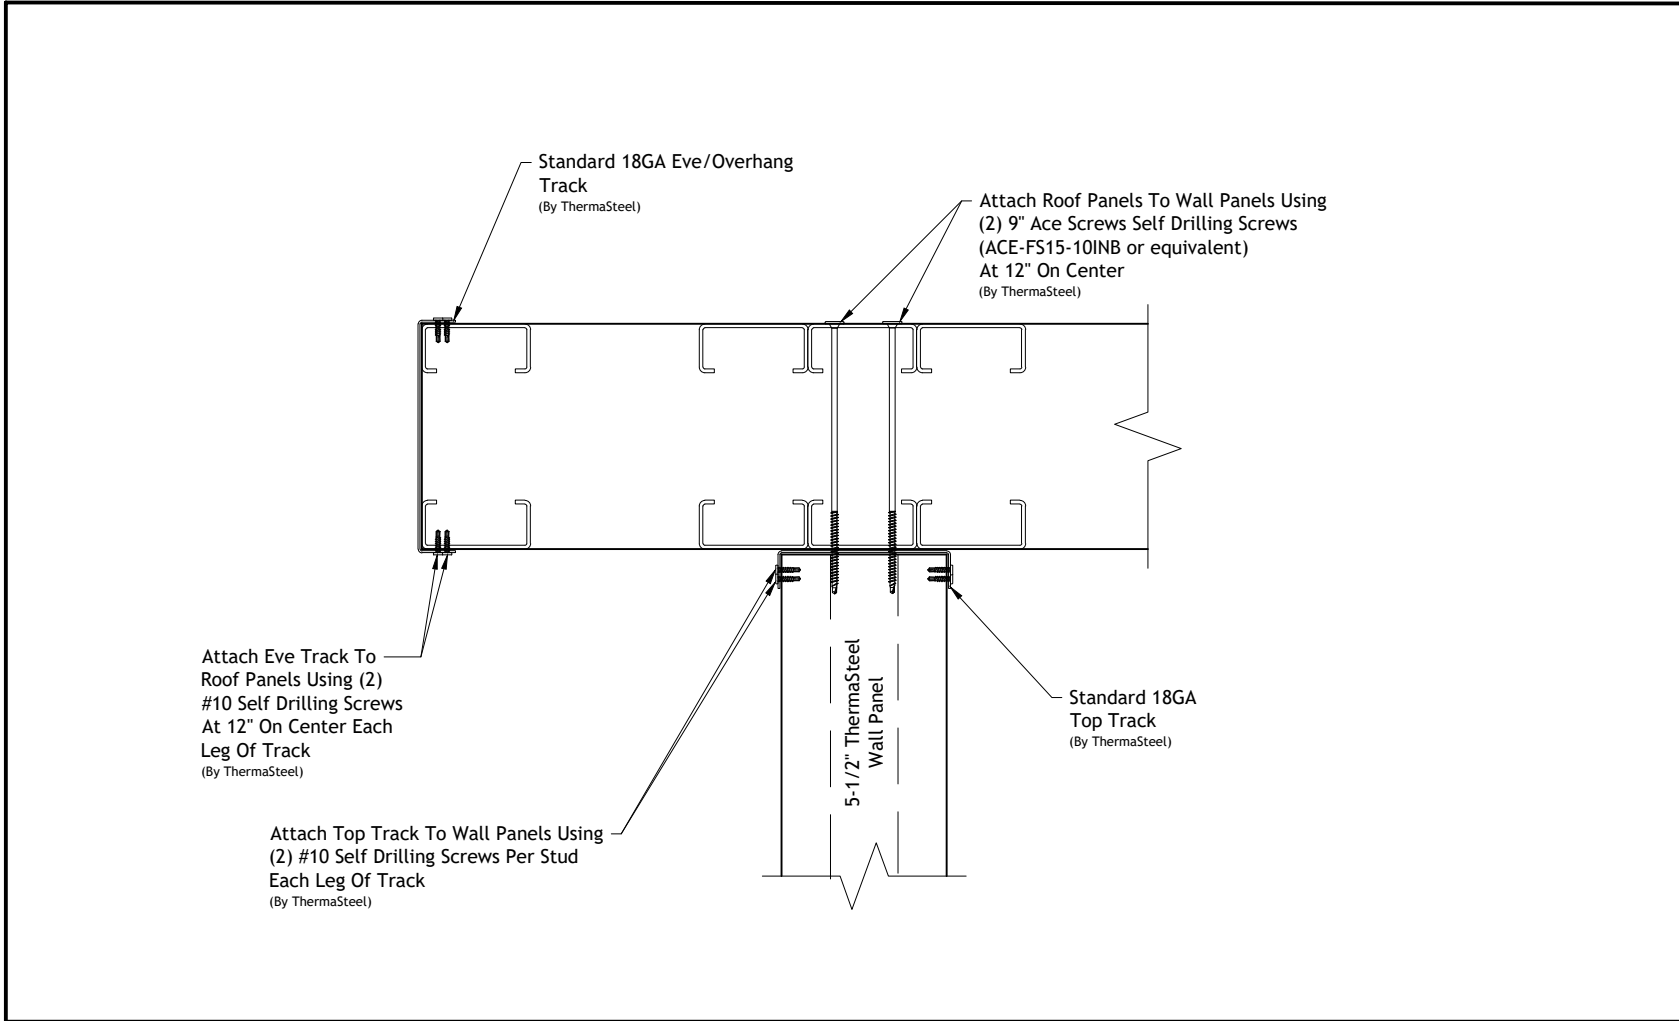 Standard 18GA Eve/Overhang
Track
(By ThermaSteel)
Attach Roof Panels To Wall Panels Using
(2) 9" Ace Screws Self Drilling Screws
(ACE-FS15-10INB or equivalent)
At 12" On Center
(By ThermaSteel)
Attach Eve Track To
Roof Panels Using (2)
#10 Self Drilling Screws
At 12" On Center Each
Leg Of Track
(By ThermaSteel)
5-1/2" ThermaSteel
Wall Panel
Standard 18GA
Top Track
(By ThermaSteel)
Attach Top Track To Wall Panels Using
(2) #10 Self Drilling Screws Per Stud
Each Leg Of Track
(By ThermaSteel)